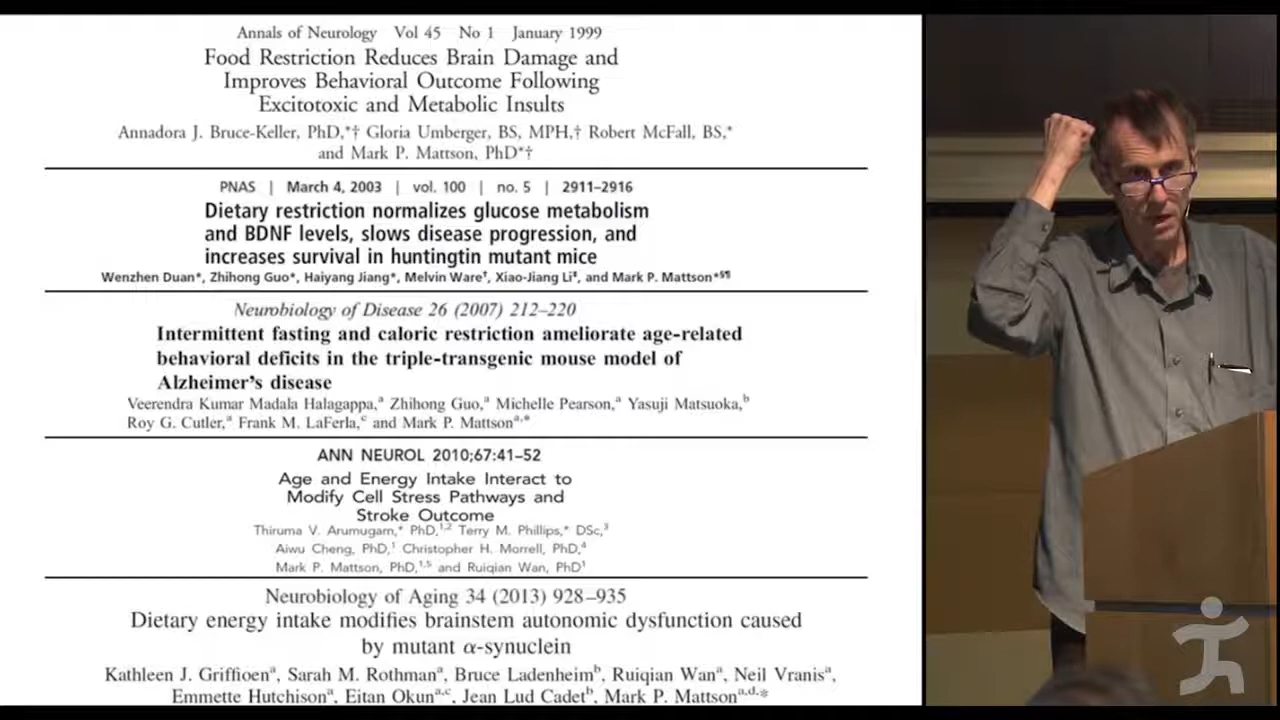 Annals of Neurology Vol 45 No 1 January 1999
Food Restriction Reduces Brain Damage and
Improves Behavioral Outcome Following
Excitotoxic and Metabolic Insults
Annadora J. Bruce-Keller, PhD,*† Gloria Umberger, BS, MPH,† Robert McFall, BS,*
and Mark P. Mattson, PhD*†
PNAS | March 4, 2003 | vol. 100 | no. 5 | 2911–2916
Dietary restriction normalizes glucose metabolism
and BDNF levels, slows disease progression, and
increases survival in huntingtin mutant mice
Wenzhen Duan*, Zhihong Guo*, Haiyang Jiang*, Melvin Ware†, Xiao-Jiang Li‡, and Mark P. Mattson*§¶
Neurobiology of Disease 26 (2007) 212–220
Intermittent fasting and caloric restriction ameliorate age-related
behavioral deficits in the triple-transgenic mouse model of
Alzheimer's disease
Veerendra Kumar Madala Halagappa,a Zhihong Guo,a Michelle Pearson,a Yasuji Matsuoka,b
Roy G. Cutler,a Frank M. LaFerla,c and Mark P. Mattsona,*
ANN NEUROL 2010;67:41–52
Age and Energy Intake Interact to
Modify Cell Stress Pathways and
Stroke Outcome
Thiruma V. Arumugam,* PhD,1,2 Terry M. Phillips,* DSc,3
Aiwu Cheng, PhD,1 Christopher H. Morrell, PhD,4
Mark P. Mattson, PhD,1,5 and Ruiqian Wan, PhD1
Neurobiology of Aging 34 (2013) 928–935
Dietary energy intake modifies brainstem autonomic dysfunction caused
by mutant α-synuclein
Kathleen J. Griffioena, Sarah M. Rothmana, Bruce Ladenheimb, Ruiqian Wana, Neil Vranisa,
Emmette Hutchisona, Eitan Okuna,c, Jean Lud Cadetb, Mark P. Mattsona,d,*